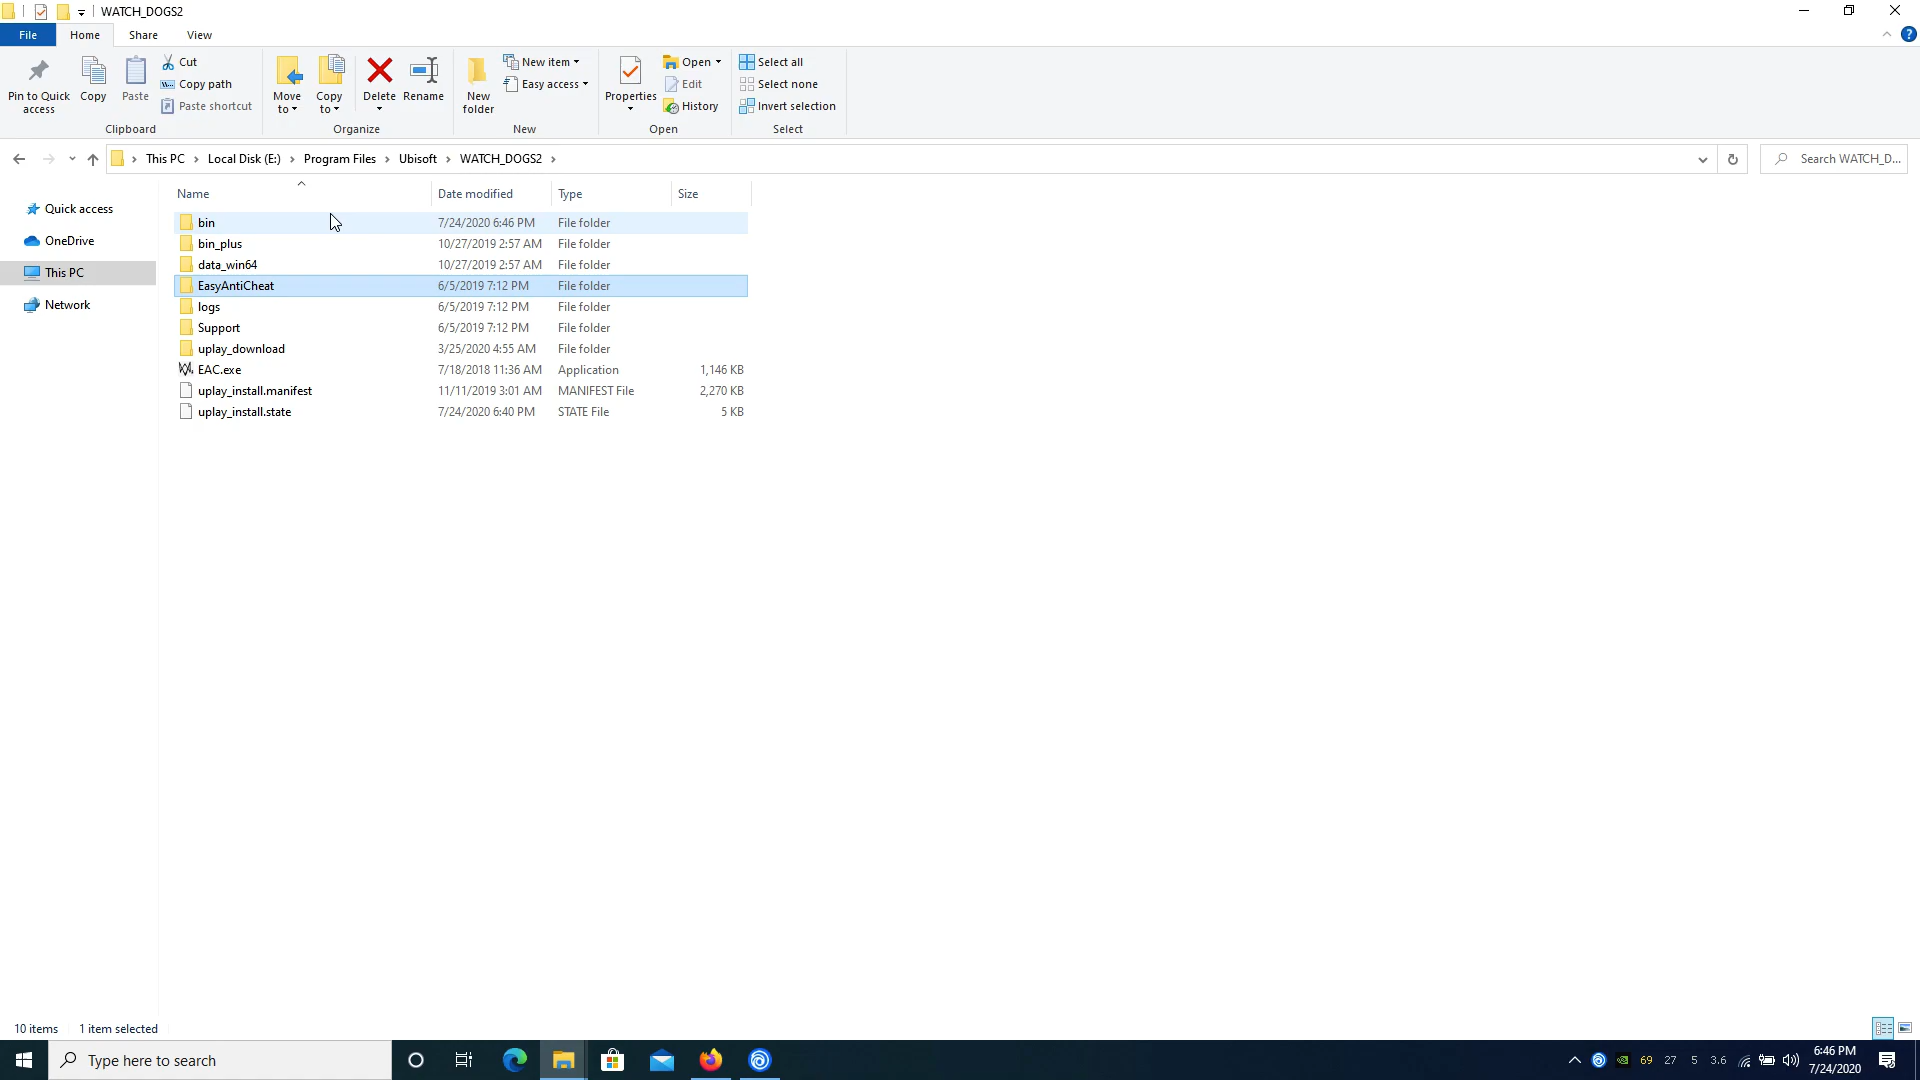 WATCH_DOGS2
File Home Share View
Pin to Quick access
Copy
Paste
Cut
Copy path
Paste shortcut
Clipboard
Move to
Copy to
Delete
Rename
Organize
New folder
New item
Easy access
New
Properties
Open
Edit
History
Open
Select all
Select none
Invert selection
Select
This PC > Local Disk (E:) > Program Files > Ubisoft > WATCH_DOGS2 >
Search WATCH_D...
Quick access
OneDrive
This PC
Network
Name Date modified Type Size
bin 7/24/2020 6:46 PM File folder
bin_plus 10/27/2019 2:57 AM File folder
data_win64 10/27/2019 2:57 AM File folder
EasyAntiCheat 6/5/2019 7:12 PM File folder
logs 6/5/2019 7:12 PM File folder
Support 6/5/2019 7:12 PM File folder
uplay_download 3/25/2020 4:55 AM File folder
EAC.exe 7/18/2018 11:36 AM Application 1,146 KB
uplay_install.manifest 11/11/2019 3:01 AM MANIFEST File 2,270 KB
uplay_install.state 7/24/2020 6:40 PM STATE File 5 KB
10 items 1 item selected
Type here to search
69 27 5 3.6
6:46 PM
7/24/2020